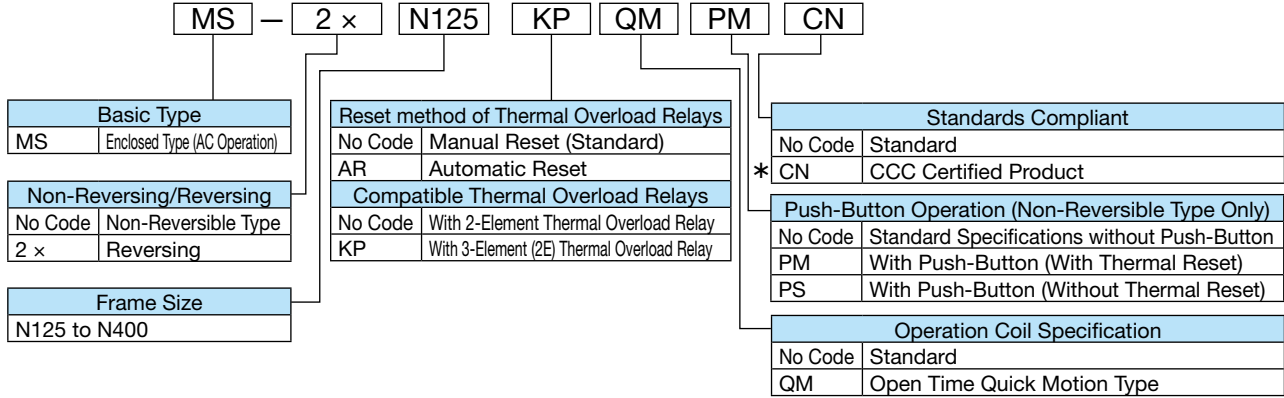 MS – 2 × N125 KP QM PM CN
Basic Type
MS Enclosed Type (AC Operation)
Non-Reversing/Reversing
No Code Non-Reversible Type
2 × Reversing
Frame Size
N125 to N400
Reset method of Thermal Overload Relays
No Code Manual Reset (Standard)
AR Automatic Reset
Compatible Thermal Overload Relays
No Code With 2-Element Thermal Overload Relay
KP With 3-Element (2E) Thermal Overload Relay
Standards Compliant
No Code Standard
* CN CCC Certified Product
Push-Button Operation (Non-Reversible Type Only)
No Code Standard Specifications without Push-Button
PM With Push-Button (With Thermal Reset)
PS With Push-Button (Without Thermal Reset)
Operation Coil Specification
No Code Standard
QM Open Time Quick Motion Type